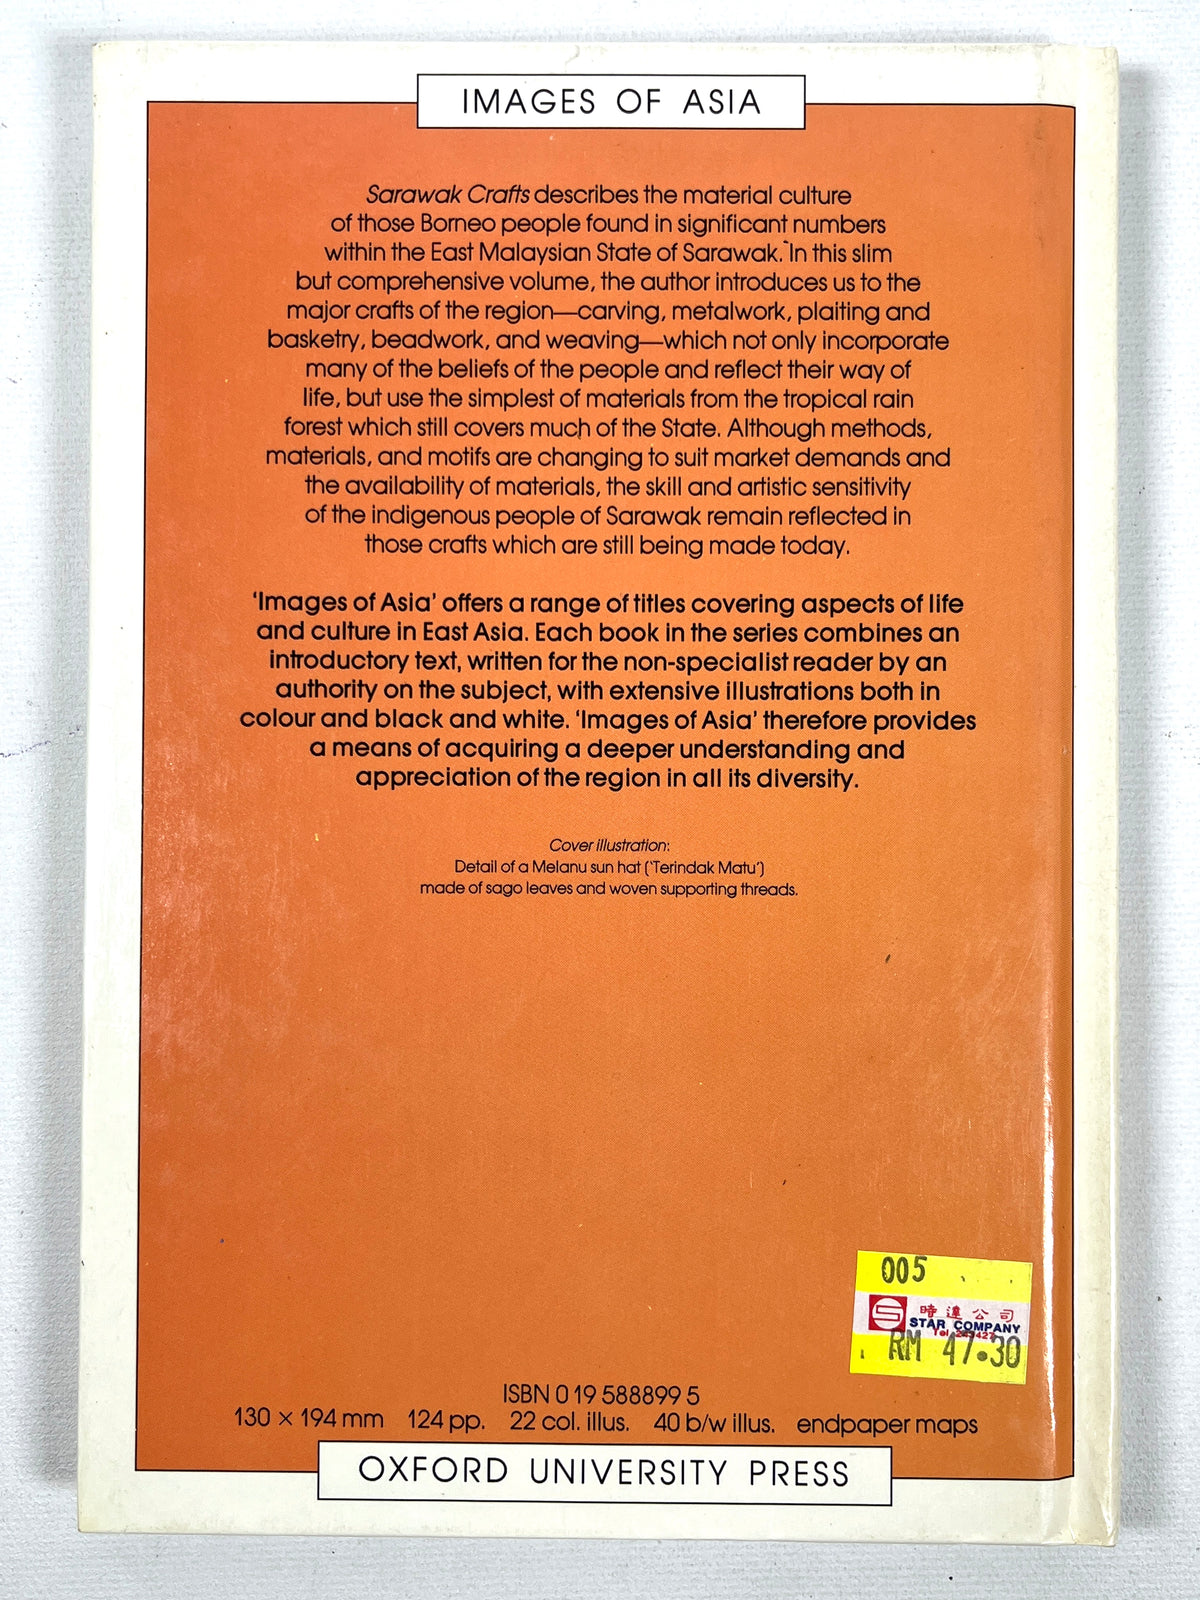 IMAGES OF ASIA
Sarawak Crafts describes the material culture
of those Borneo people found in significant numbers
within the East Malaysian State of Sarawak. In this slim
but comprehensive volume, the author introduces us to the
major crafts of the region—carving, metalwork, plaiting and
basketry, beadwork, and weaving—which not only incorporate
many of the beliefs of the people and reflect their way of
life, but use the simplest of materials from the tropical rain
forest which still covers much of the State. Although methods,
materials, and motifs are changing to suit market demands and
the availability of materials, the skill and artistic sensitivity
of the indigenous people of Sarawak remain reflected in
those crafts which are still being made today.
'Images of Asia' offers a range of titles covering aspects of life
and culture in East Asia. Each book in the series combines an
introductory text, written for the non-specialist reader by an
authority on the subject, with extensive illustrations both in
colour and black and white. 'Images of Asia' therefore provides
a means of acquiring a deeper understanding and
appreciation of the region in all its diversity.
Cover illustration:
Detail of a Melanu sun hat ('Terindak Matu')
made of sago leaves and woven supporting threads.
005
時達公司
STAR COMPANY
Tel
RM 47.30
ISBN 0 19 588899 5
130 × 194 mm 124 pp. 22 col. illus. 40 b/w illus. endpaper maps
OXFORD UNIVERSITY PRESS